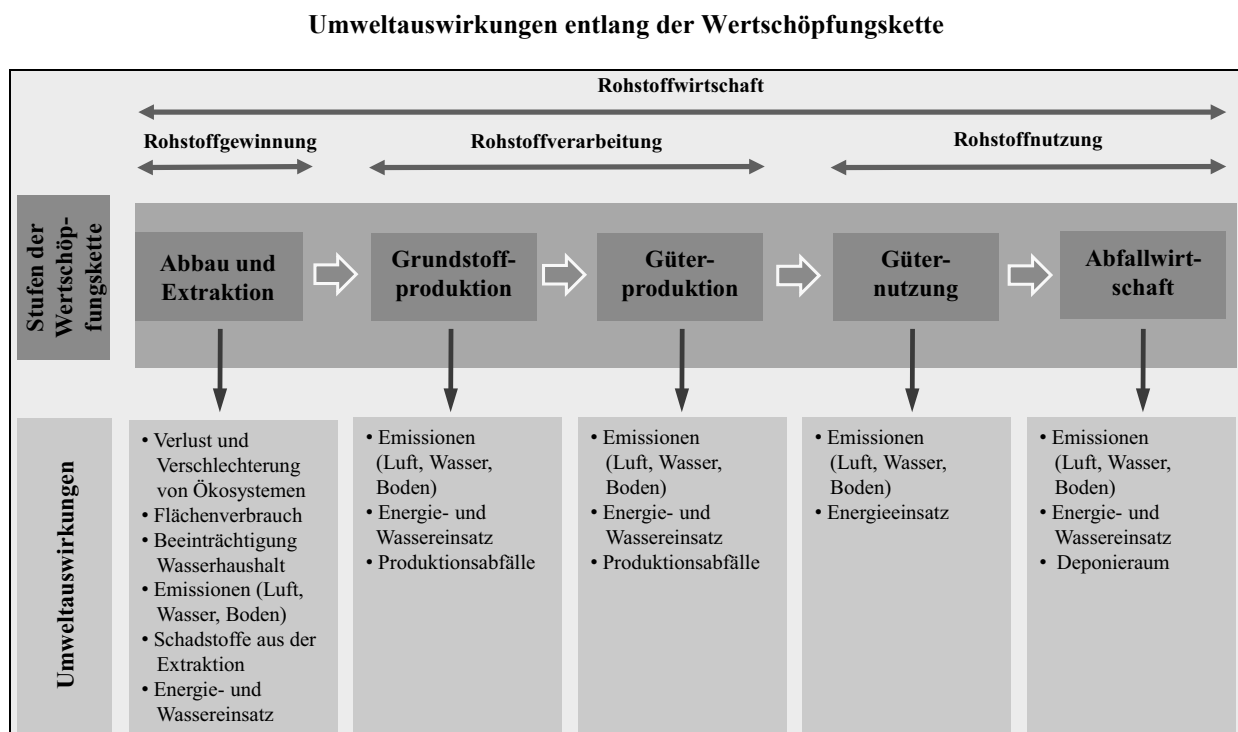 Umweltauswirkungen entlang der Wertschöpfungskette
Rohstoffwirtschaft
Rohstoffgewinnung
Rohstoffverarbeitung
Rohstoffnutzung
Stufen der
Wertschöp-
fungskette
Abbau und
Extraktion
Grundstoff-
produktion
Güter-
produktion
Güter-
nutzung
Abfallwirt-
schaft
Umweltauswirkungen
• Verlust und
Verschlechterung
von Ökosystemen
• Flächenverbrauch
• Beeinträchtigung
Wasserhaushalt
• Emissionen (Luft,
Wasser, Boden)
• Schadstoffe aus der
Extraktion
• Energie- und
Wassereinsatz
• Emissionen
(Luft, Wasser,
Boden)
• Energie- und
Wassereinsatz
• Produktionsabfälle
• Emissionen
(Luft, Wasser,
Boden)
• Energie- und
Wassereinsatz
• Produktionsabfälle
• Emissionen
(Luft, Wasser,
Boden)
• Energieeinsatz
• Emissionen
(Luft, Wasser,
Boden)
• Energie- und
Wassereinsatz
• Deponieraum